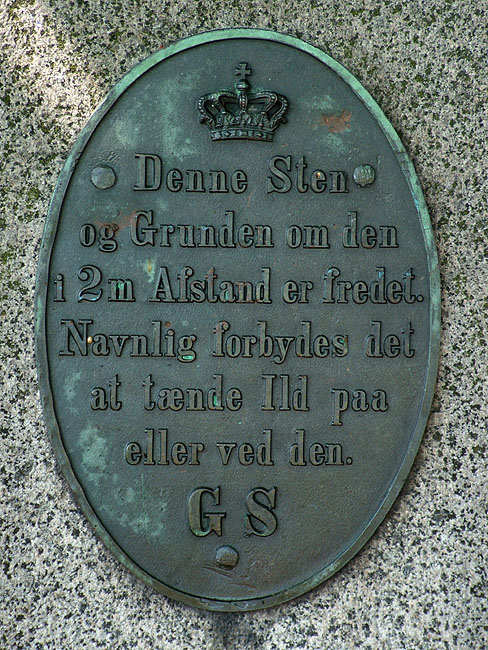 Denne Sten
og Grunden om den
i 2m Afstand er fredet.
Navnlig forbydes det
at tænde Ild paa
eller ved den.
G S